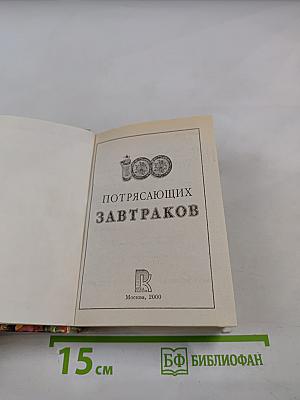 100
ПОТРЯСАЮЩИХ
ЗАВТРАКОВ
Москва, 2000
15 см
БФ БИБЛИОФАН